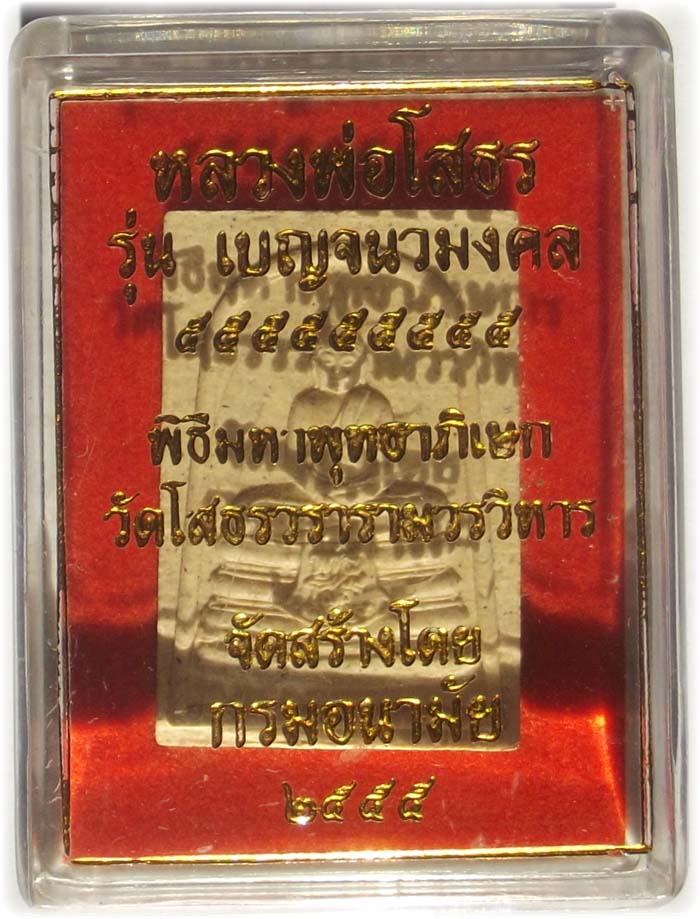 หลวงพ่อโสธร
รุ่น เบญจนวมงคล
๕๕๕๕๕๕๕๕๕
พิธีมหาพุทธาภิเษก
วัดโสธรวรารามวรวิหาร
จัดสร้างโดย
กรมอนามัย
๒๕๕๕